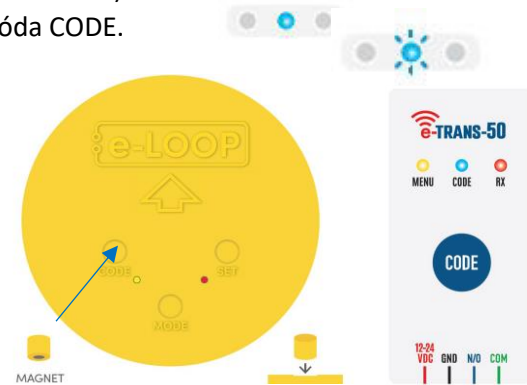 óda CODE.
e-LOOP
CODE
SET
MODE
MAGNET
e-TRANS-50
MENU CODE RX
CODE
12-24
VDC GND N/O COM